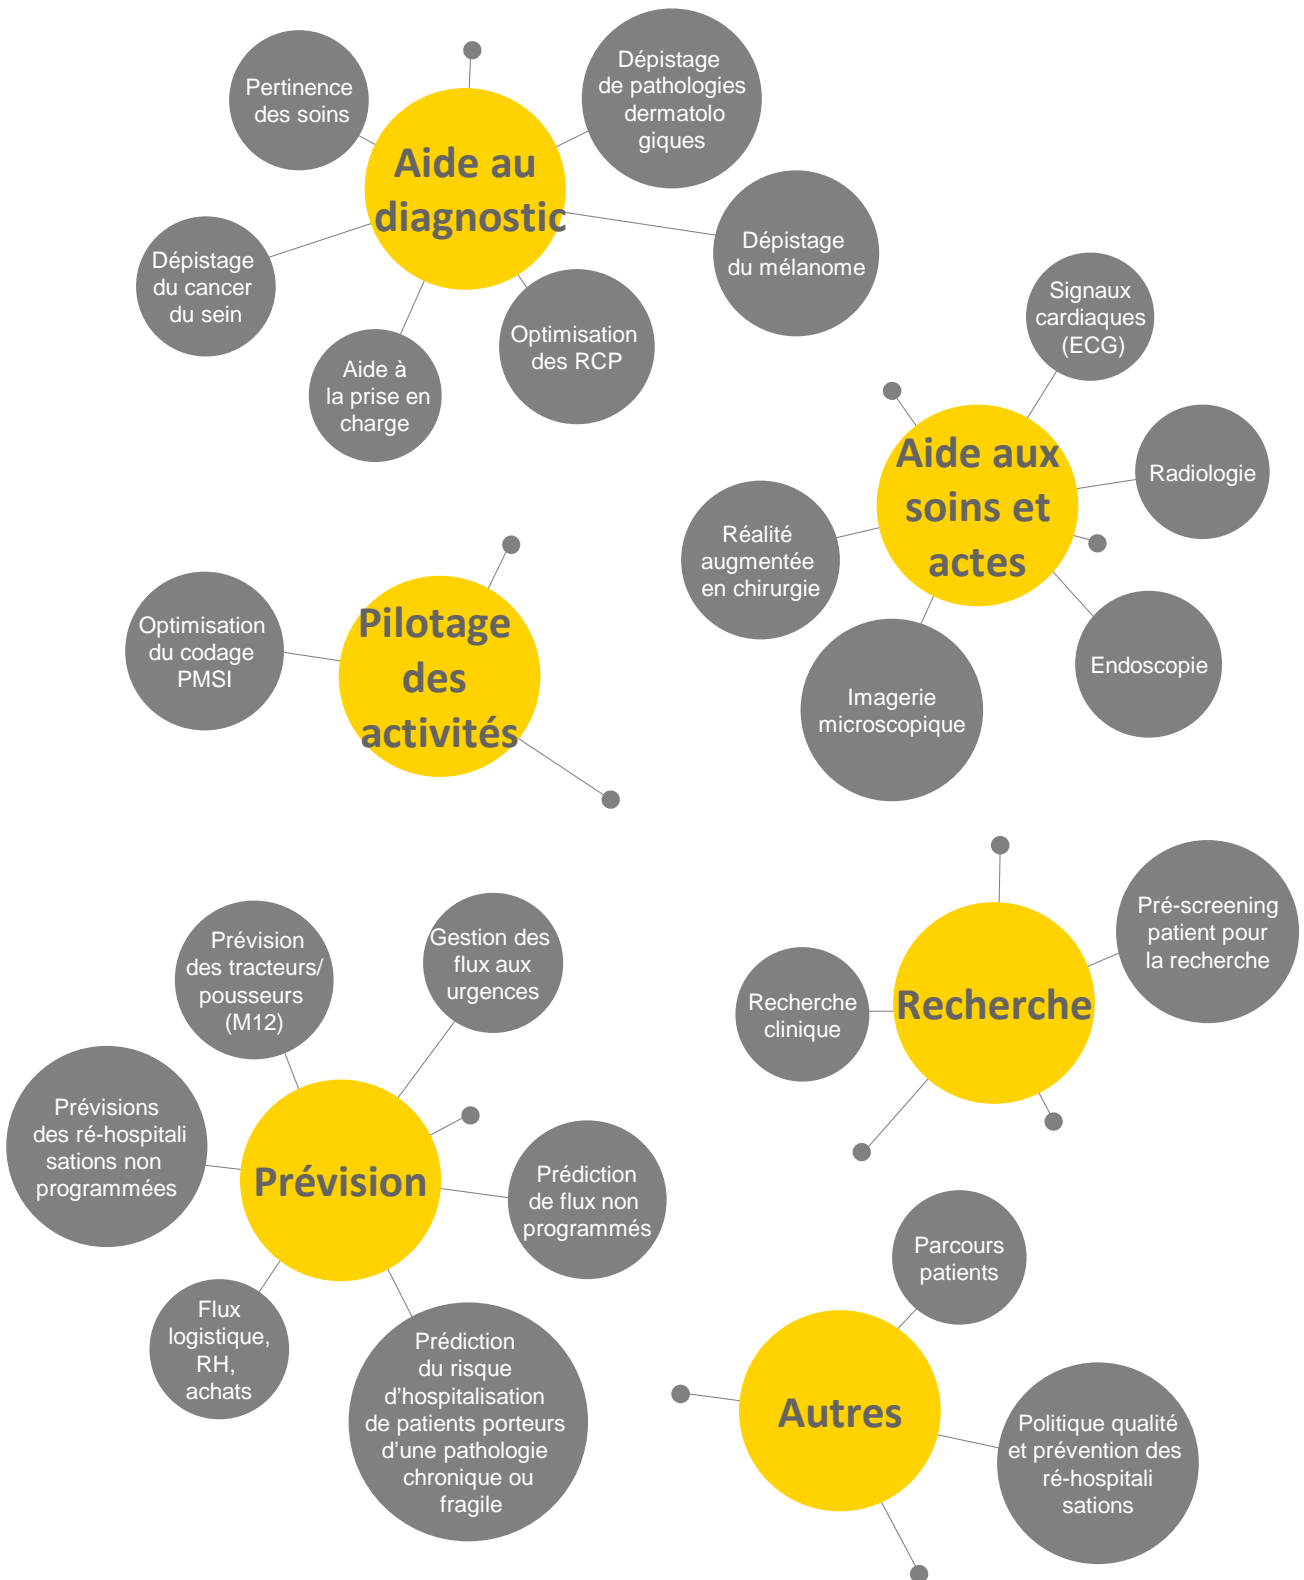 Pertinence
des soins
Dépistage
de pathologies
dermatolo
giques
Aide au
diagnostic
Dépistage
du mélanome
Dépistage
du cancer
du sein
Optimisation
des RCP
Aide à
la prise en
charge
Signaux
cardiaques
(ECG)
Aide aux
soins et
actes
Radiologie
Réalité
augmentée
en chirurgie
Endoscopie
Imagerie
microscopique
Optimisation
du codage
PMSI
Pilotage
des
activités
Prévision
des tracteurs/
pousseurs
(M12)
Gestion des
flux aux
urgences
Prévisions
des ré-hospitali
sations non
programmées
Prévision
Prédiction
de flux non
programmés
Flux
logistique,
RH,
achats
Prédiction
du risque
d’hospitalisation
de patients porteurs
d’une pathologie
chronique ou
fragile
Pré-screening
patient pour
la recherche
Recherche
clinique
Recherche
Parcours
patients
Autres
Politique qualité
et prévention des
ré-hospitali
sations